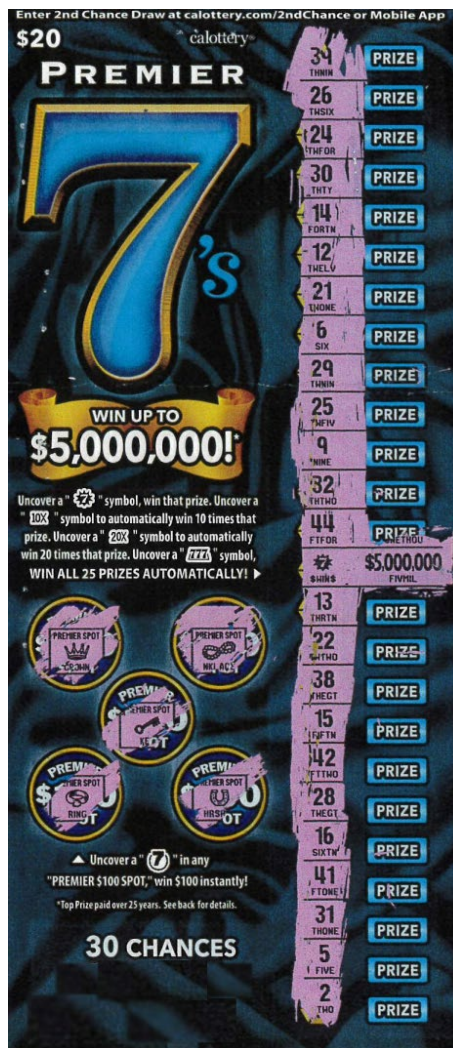 Enter 2nd Chance Draw at calottery.com/2ndChance or Mobile App
$20
calottery
PREMIER
7's
WIN UP TO
$5,000,000!*
Uncover a " 7 " symbol, win that prize. Uncover a
" 10X " symbol to automatically win 10 times that
prize. Uncover a " 20X " symbol to automatically
win 20 times that prize. Uncover a " 777 " symbol,
WIN ALL 25 PRIZES AUTOMATICALLY!
PREMIER SPOT
PREMIER SPOT
NKLACE
PREMIER SPOT
KEY
RING
PREMIER SPOT
HRSH
Uncover a " 7 " in any
"PREMIER $100 SPOT," win $100 instantly!
*Top Prize paid over 25 years. See back for details.
30 CHANCES
34 PRIZE
THNIN
26 PRIZE
TWSIX
24 PRIZE
TWFOR
30 PRIZE
THTY
14 PRIZE
FORTN
12 PRIZE
TWELV
21 PRIZE
TWONE
6 PRIZE
SIX
29 PRIZE
TWNIN
25 PRIZE
TWFIV
9 PRIZE
NINE
32 PRIZE
THTWO
44 PRIZE
FTFOR
7 $5,000,000
$WIN$ FIVMIL
13 PRIZE
THRTN
22 PRIZE
38 PRIZE
THEGT
15 PRIZE
FIFTN
42 PRIZE
FTTWO
28 PRIZE
TWEGT
16 PRIZE
SIXTN
41 PRIZE
FTONE
31 PRIZE
THONE
5 PRIZE
FIVE
2 PRIZE
TWO